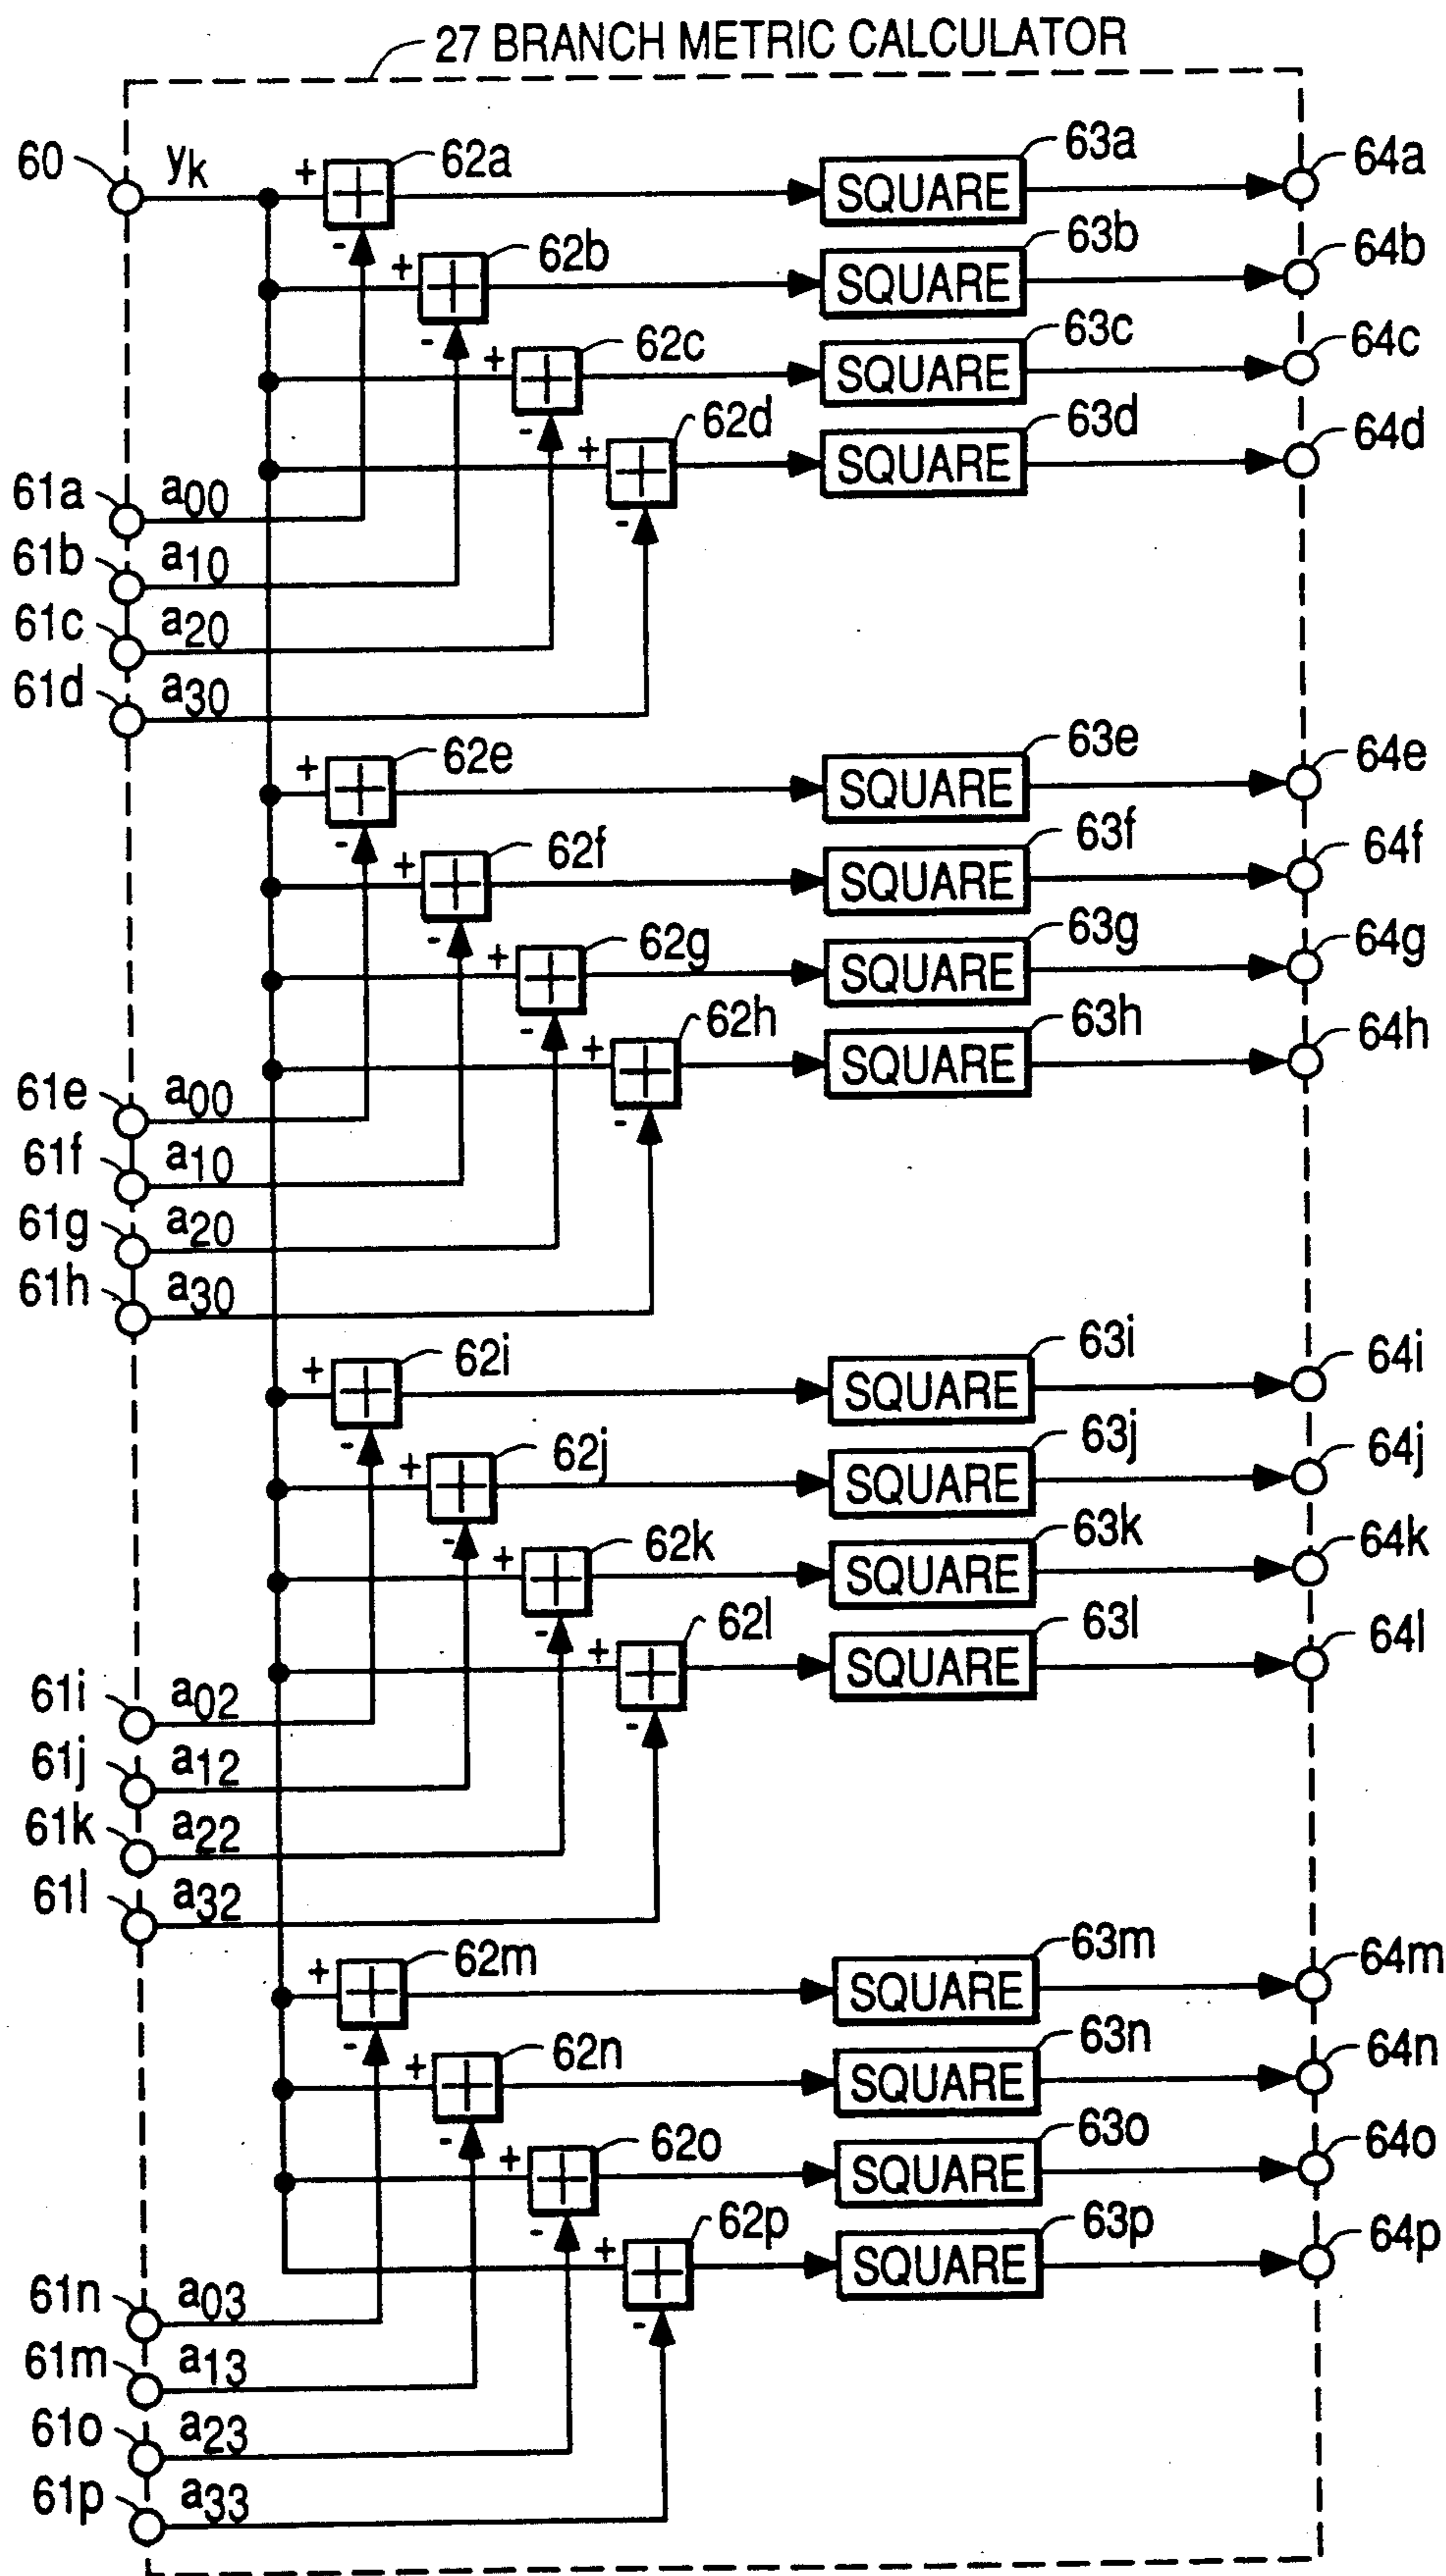 27 BRANCH METRIC CALCULATOR
60 yk + 62a SQUARE 63a 64a
-
+ 62b SQUARE 63b 64b
-
+ 62c SQUARE 63c 64c
-
+ 62d SQUARE 63d 64d
-
61a a00
61b a10
61c a20
61d a30
+ 62e SQUARE 63e 64e
-
+ 62f SQUARE 63f 64f
-
+ 62g SQUARE 63g 64g
-
+ 62h SQUARE 63h 64h
-
61e a00
61f a10
61g a20
61h a30
+ 62i SQUARE 63i 64i
-
+ 62j SQUARE 63j 64j
-
+ 62k SQUARE 63k 64k
-
+ 62l SQUARE 63l 64l
-
61i a02
61j a12
61k a22
61l a32
+ 62m SQUARE 63m 64m
-
+ 62n SQUARE 63n 64n
-
+ 62o SQUARE 63o 64o
-
+ 62p SQUARE 63p 64p
-
61n a03
61m a13
61o a23
61p a33